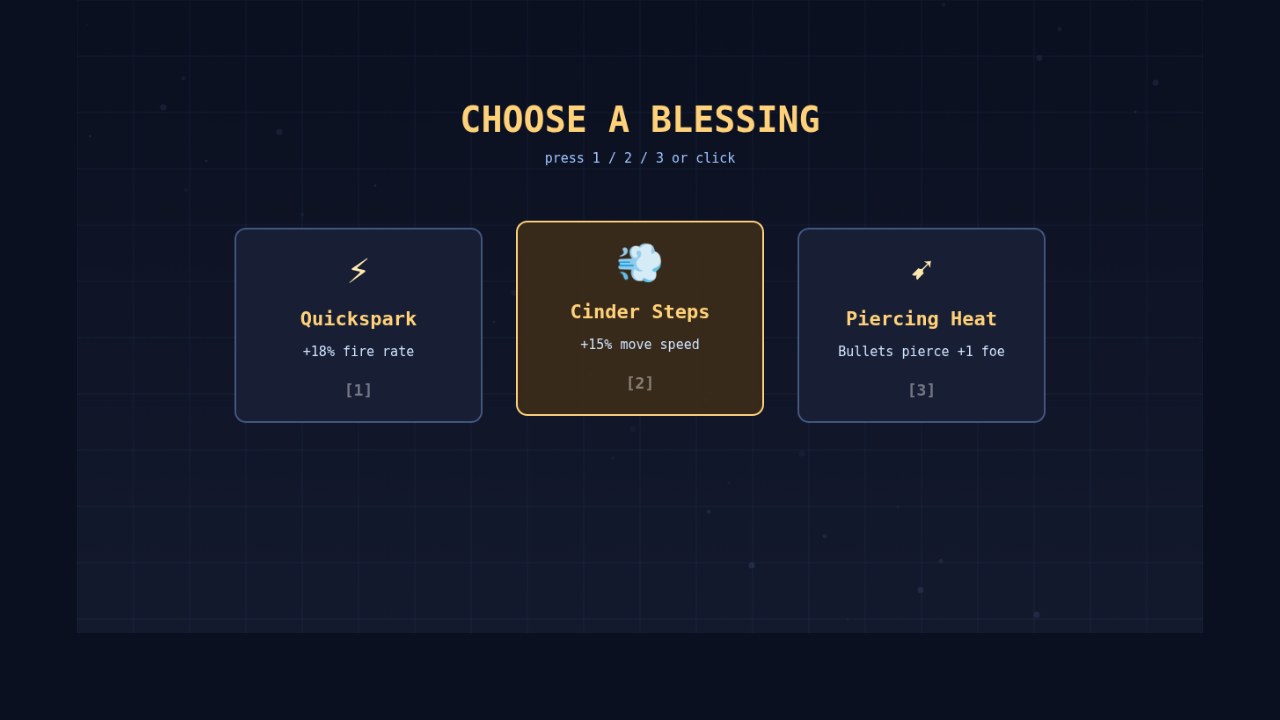 CHOOSE A BLESSING
press 1 / 2 / 3 or click
Quickspark
+18% fire rate
[1]
Cinder Steps
+15% move speed
[2]
Piercing Heat
Bullets pierce +1 foe
[3]